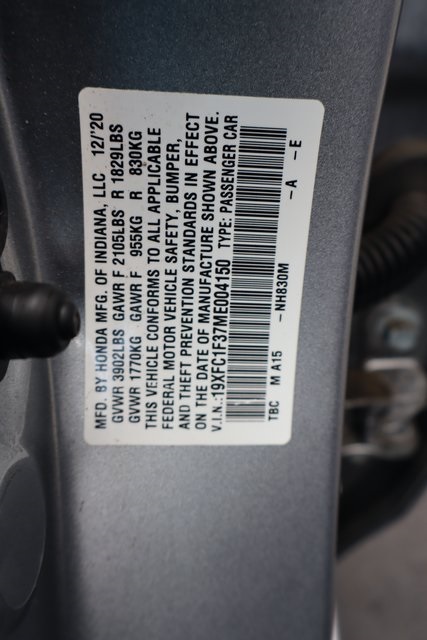 MFD. BY HONDA MFG. OF INDIANA, LLC 12/'20
GVWR 3902LBS GAWR F 2105LBS R 1829LBS
GVWR 1770KG GAWR F 955KG R 830KG
THIS VEHICLE CONFORMS TO ALL APPLICABLE
FEDERAL MOTOR VEHICLE SAFETY, BUMPER,
AND THEFT PREVENTION STANDARDS IN EFFECT
ON THE DATE OF MANUFACTURE SHOWN ABOVE.
V.I.N.:19XFC1F37ME004150 TYPE: PASSENGER CAR
TBC M A15 -NH830M -A -E